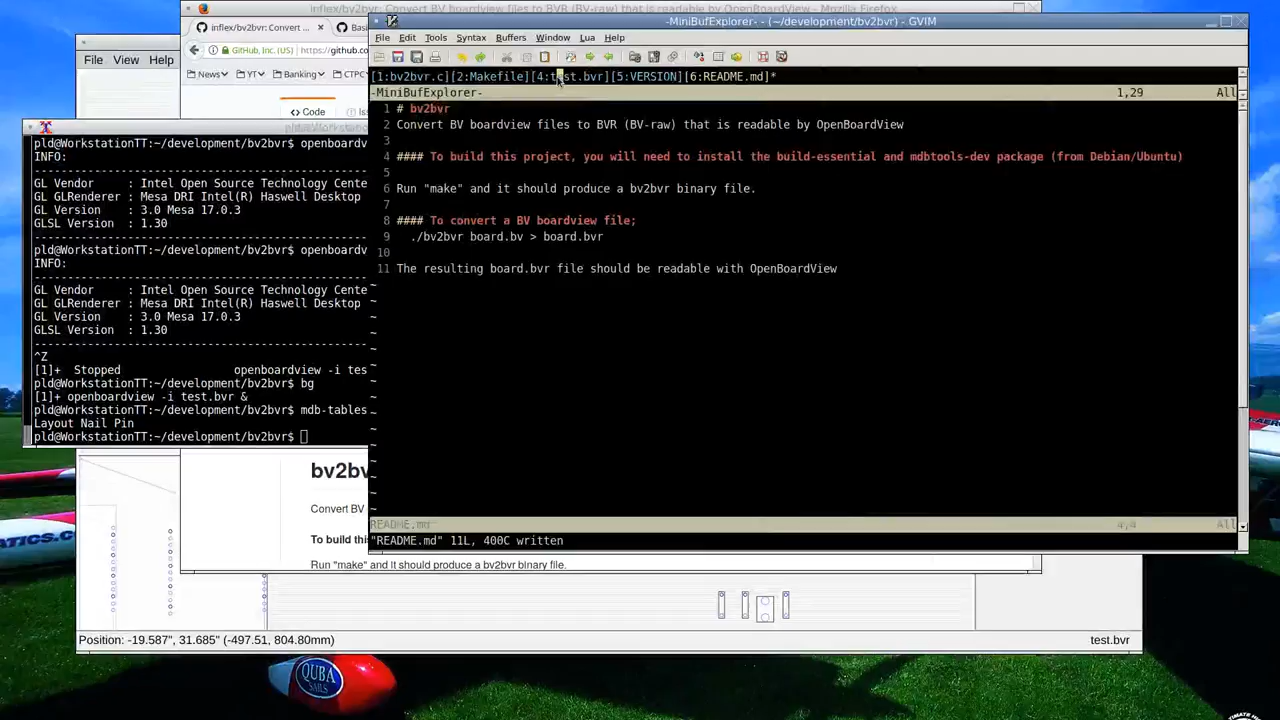 inflex/bv2bvr: Convert BV boardview files to BVR (BV-raw) that is readable by OpenBoardView - Mozilla Firefox
inflex/bv2bvr: Convert ... × Basi
GitHub, Inc. (US) https://github.co
News YT Banking CTPC
Code Iss
View Help
-MiniBufExplorer- - (~/development/bv2bvr) - GVIM
File Edit Tools Syntax Buffers Window Lua Help
[1:bv2bvr.c][2:Makefile][4:test.bvr][5:VERSION][6:README.md]*
-MiniBufExplorer- 1,29 All
1 # bv2bvr
2 Convert BV boardview files to BVR (BV-raw) that is readable by OpenBoardView
3
4 #### To build this project, you will need to install the build-essential and mdbtools-dev package (from Debian/Ubuntu)
5
6 Run "make" and it should produce a bv2bvr binary file.
7
8 #### To convert a BV boardview file;
9 ./bv2bvr board.bv > board.bvr
10
11 The resulting board.bvr file should be readable with OpenBoardView
~
~
~
~
~
~
~
~
~
~
~
~
~
~
README.md 4,4 All
"README.md" 11L, 400C written
pld@WorkstationTT:~/development/bv2bvr$ openboardv
INFO:
--------------------------------------------------
GL Vendor : Intel Open Source Technology Cente
GL GLRenderer : Mesa DRI Intel(R) Haswell Desktop
GL Version : 3.0 Mesa 17.0.3
GLSL Version : 1.30
--------------------------------------------------
pld@WorkstationTT:~/development/bv2bvr$ openboardv
INFO:
--------------------------------------------------
GL Vendor : Intel Open Source Technology Cente
GL GLRenderer : Mesa DRI Intel(R) Haswell Desktop
GL Version : 3.0 Mesa 17.0.3
GLSL Version : 1.30
--------------------------------------------------
^Z
[1]+ Stopped openboardview -i tes
pld@WorkstationTT:~/development/bv2bvr$ bg
[1]+ openboardview -i test.bvr &
pld@WorkstationTT:~/development/bv2bvr$ mdb-tables
Layout Nail Pin
pld@WorkstationTT:~/development/bv2bvr$
bv2bv
Convert BV
To build thi
Run "make" and it should produce a bv2bvr binary file.
Position: -19.587", 31.685" (-497.51, 804.80mm) test.bvr
MATICS.C
QUBA
SAILS